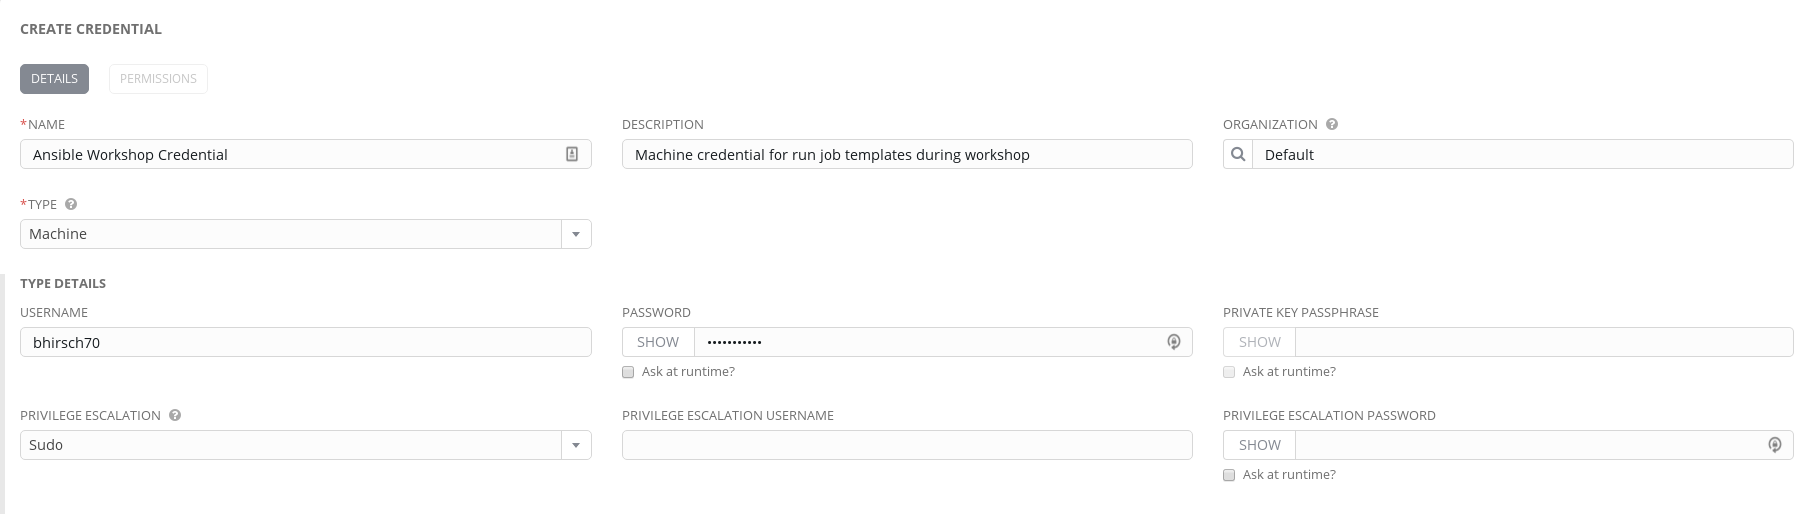 CREATE CREDENTIAL
DETAILS PERMISSIONS
*NAME DESCRIPTION ORGANIZATION ?
Ansible Workshop Credential Machine credential for run job templates during workshop Default
*TYPE ?
Machine
TYPE DETAILS
USERNAME PASSWORD PRIVATE KEY PASSPHRASE
bhirsch70 SHOW ••••••••••• SHOW
Ask at runtime? Ask at runtime?
PRIVILEGE ESCALATION ? PRIVILEGE ESCALATION USERNAME PRIVILEGE ESCALATION PASSWORD
Sudo SHOW
Ask at runtime?